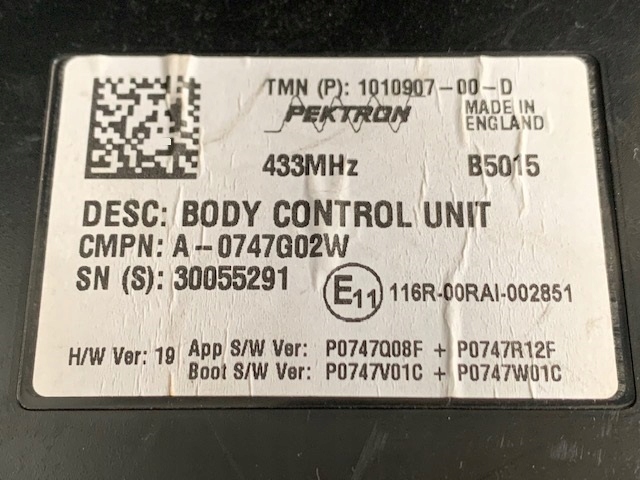 TMN (P): 1010907-00-D
PEKTRON
MADE IN
ENGLAND
433MHz
B5015
DESC: BODY CONTROL UNIT
CMPN: A-0747G02W
SN (S): 30055291
E11
116R-00RAI-002851
H/W Ver: 19
App S/W Ver: P0747Q08F + P0747R12F
Boot S/W Ver: P0747V01C + P0747W01C